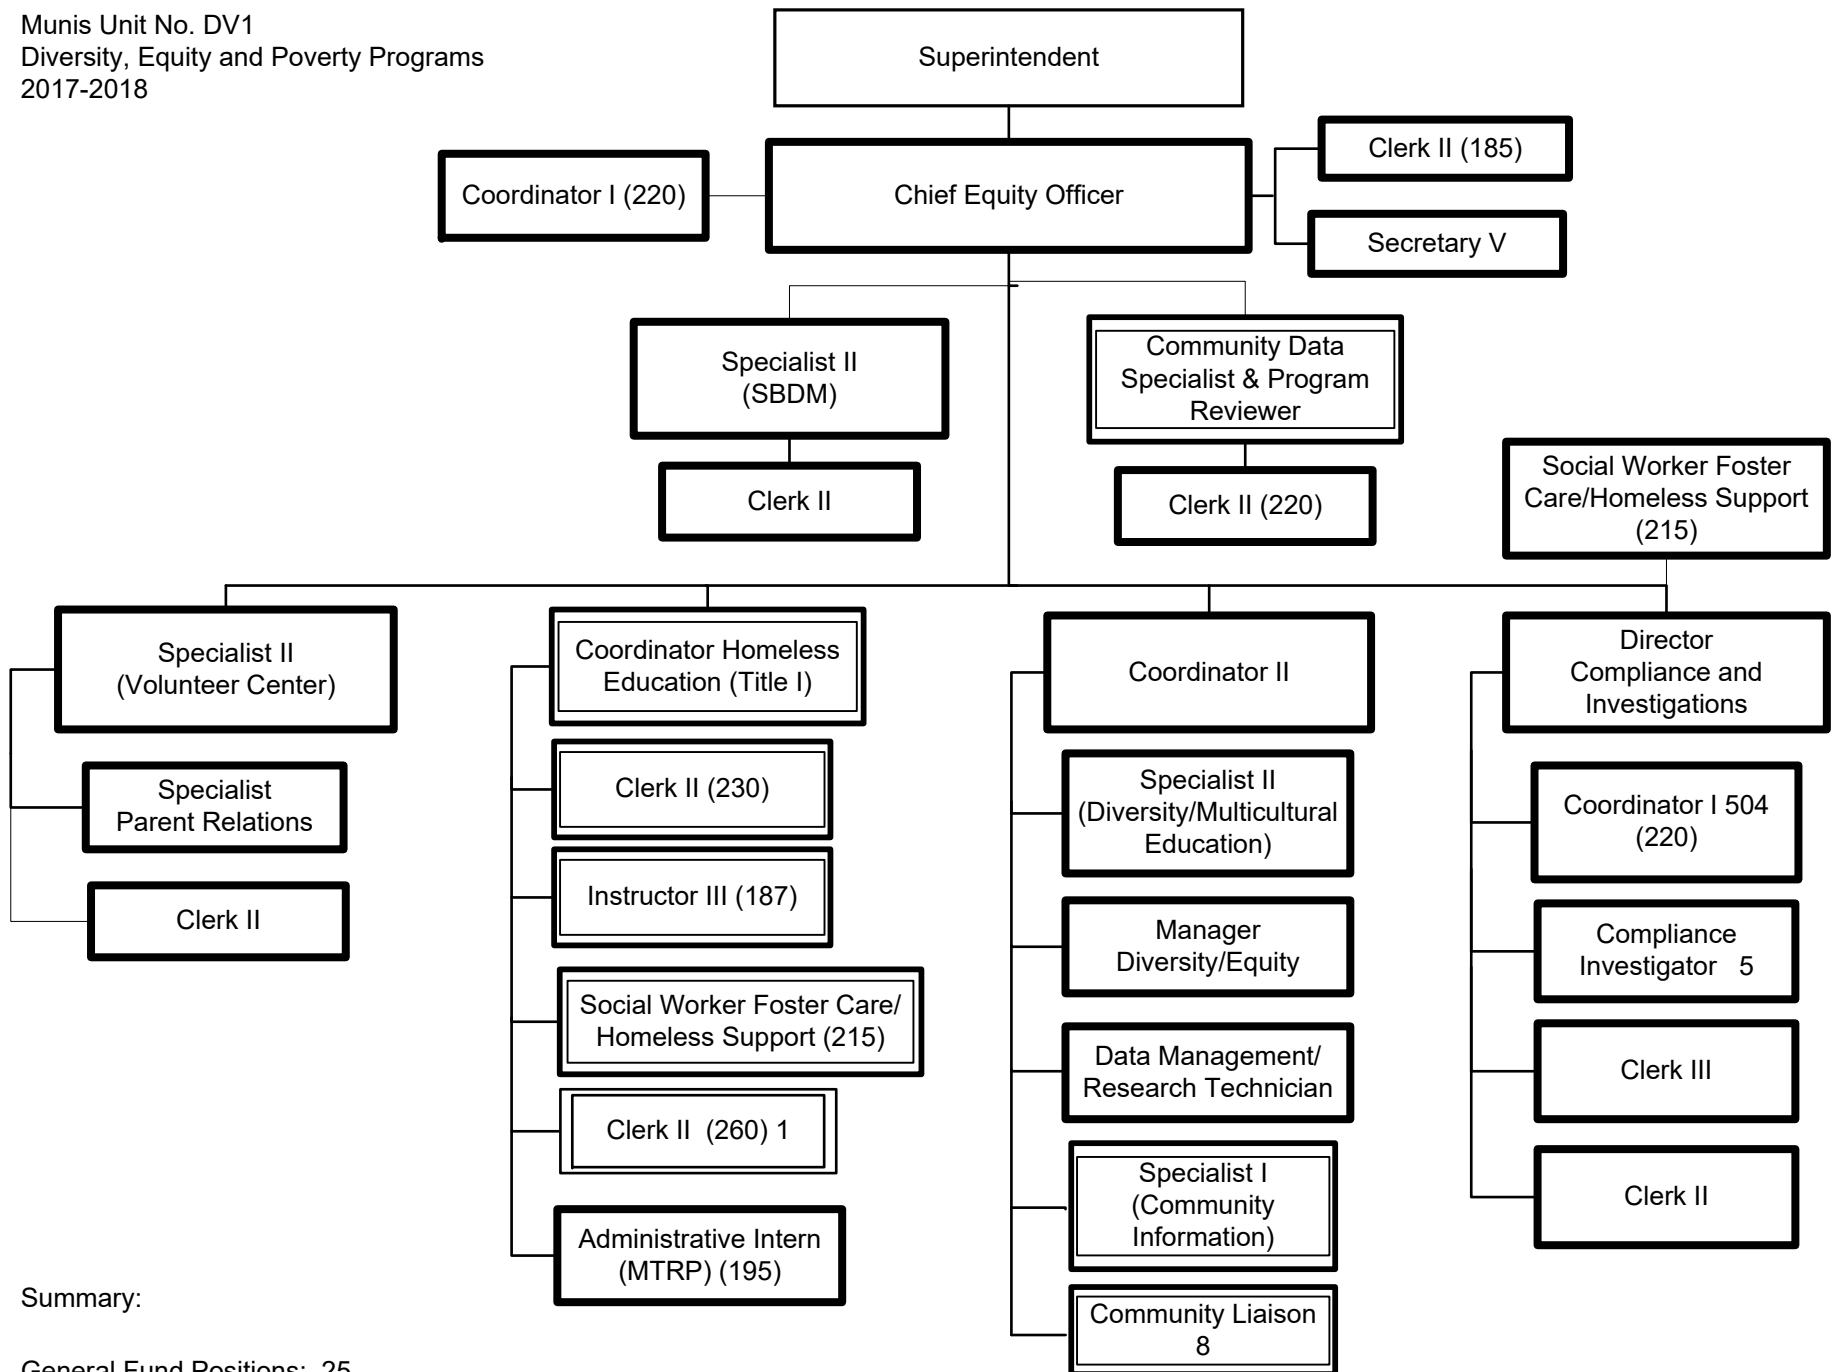 Munis Unit No. DV1
Diversity, Equity and Poverty Programs
2017-2018
Superintendent
Coordinator I (220)
Chief Equity Officer
Clerk II (185)
Secretary V
Specialist II
(SBDM)
Clerk II
Community Data
Specialist & Program
Reviewer
Clerk II (220)
Social Worker Foster
Care/Homeless Support
(215)
Specialist II
(Volunteer Center)
Specialist
Parent Relations
Clerk II
Coordinator Homeless
Education (Title I)
Clerk II (230)
Instructor III (187)
Social Worker Foster Care/
Homeless Support (215)
Clerk II  (260) 1
Administrative Intern
(MTRP) (195)
Coordinator II
Specialist II
(Diversity/Multicultural
Education)
Manager
Diversity/Equity
Data Management/
Research Technician
Specialist I
(Community
Information)
Community Liaison
8
Director
Compliance and
Investigations
Coordinator I 504
(220)
Compliance
Investigator   5
Clerk III
Clerk II
Summary:
General Fund Positions:  25